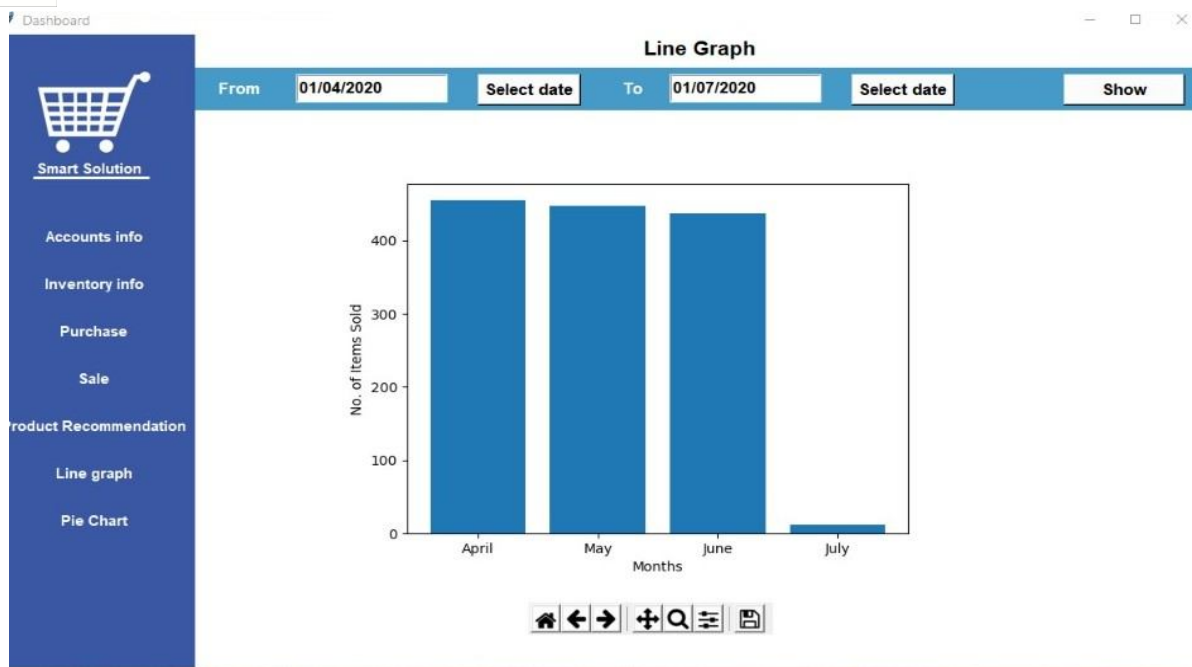 Dashboard
Line Graph
From 01/04/2020 Select date To 01/07/2020 Select date Show
Smart Solution
Accounts info
Inventory info
Purchase
Sale
Product Recommendation
Line graph
Pie Chart
No. of Items Sold
400
300
200
100
0
April May June July
Months